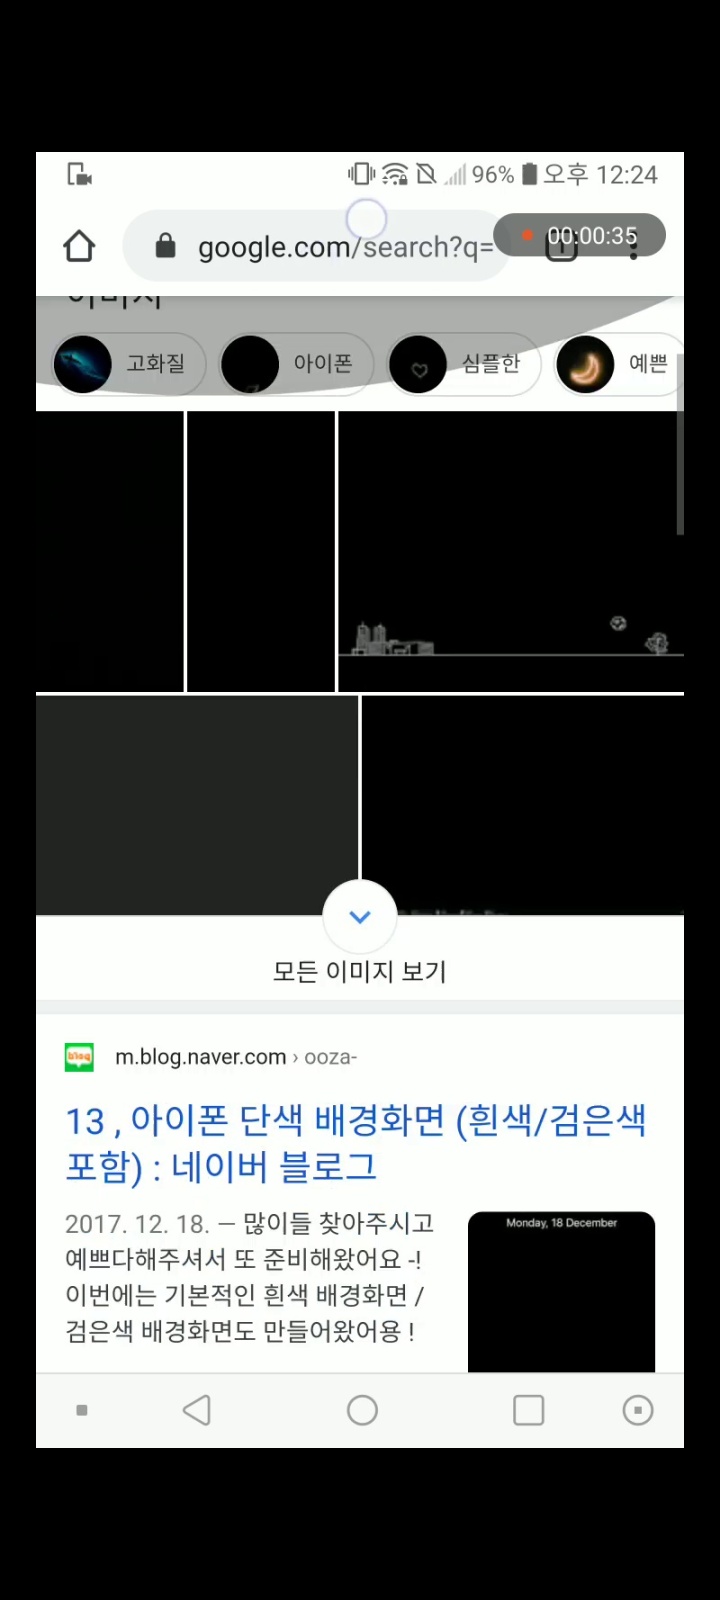 96% 오후 12:24
google.com/search?q=
00:00:35
이미지
고화질 아이폰 심플한 예쁜
모든 이미지 보기
blog m.blog.naver.com › ooza-
13 , 아이폰 단색 배경화면 (흰색/검은색
포함) : 네이버 블로그
2017. 12. 18. — 많이들 찾아주시고
예쁘다해주셔서 또 준비해왔어요 -!
이번에는 기본적인 흰색 배경화면 /
검은색 배경화면도 만들어왔어용 !
Monday, 18 December